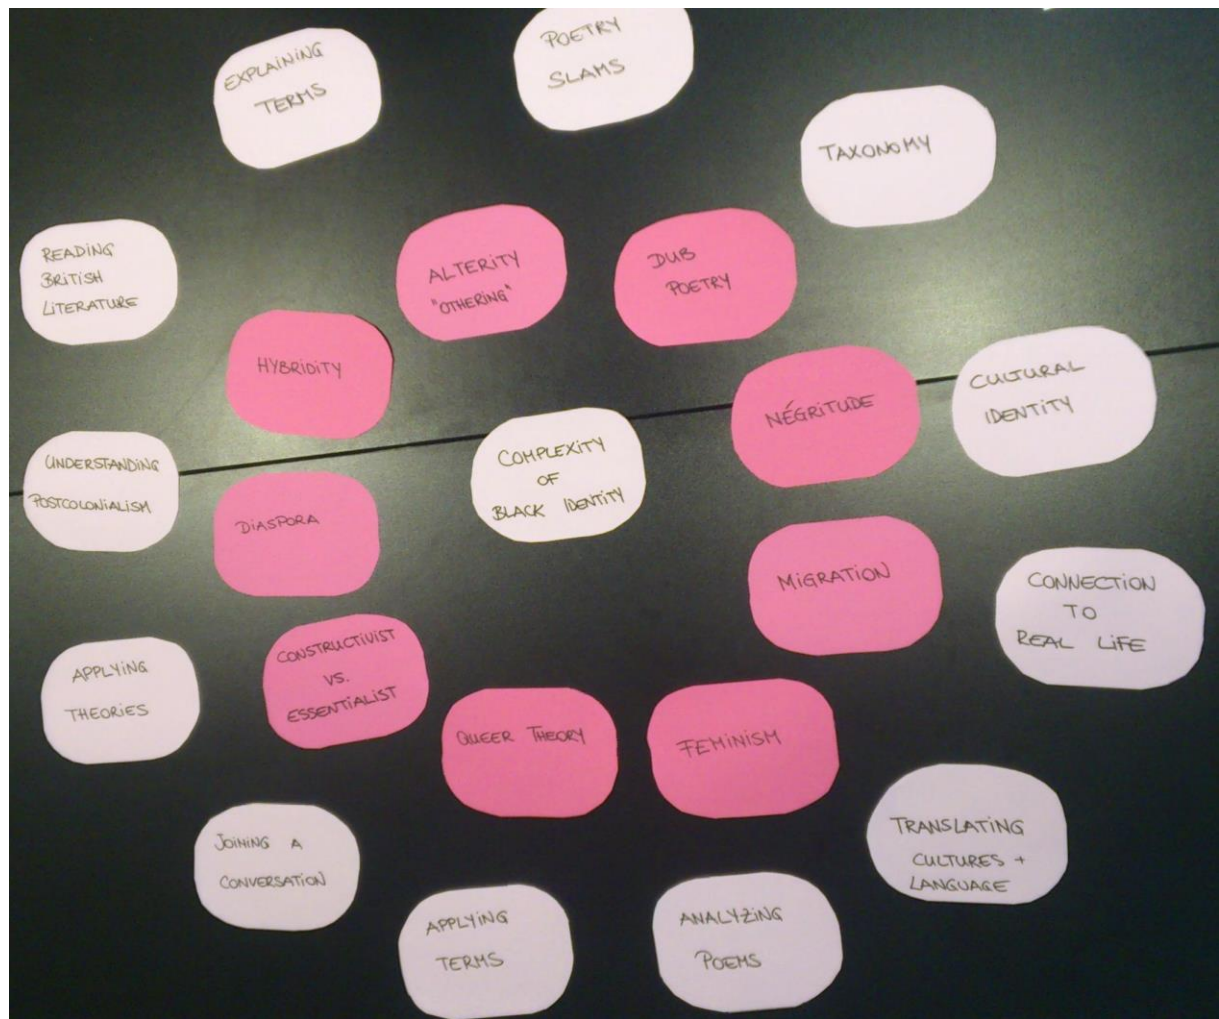 EXPLAINING
TERMS
POETRY
SLAMS
TAXONOMY
READING
BRITISH
LITERATURE
ALTERITY
"OTHERING"
DUB
POETRY
HYBRIDITY
NÉGRITUDE
CULTURAL
IDENTITY
UNDERSTANDING
POSTCOLONIALISM
COMPLEXITY
OF
BLACK IDENTITY
DIASPORA
MIGRATION
CONNECTION
TO
REAL LIFE
APPLYING
THEORIES
CONSTRUCTIVIST
VS.
ESSENTIALIST
QUEER THEORY
FEMINISM
JOINING A
CONVERSATION
TRANSLATING
CULTURES +
LANGUAGE
APPLYING
TERMS
ANALYZING
POEMS